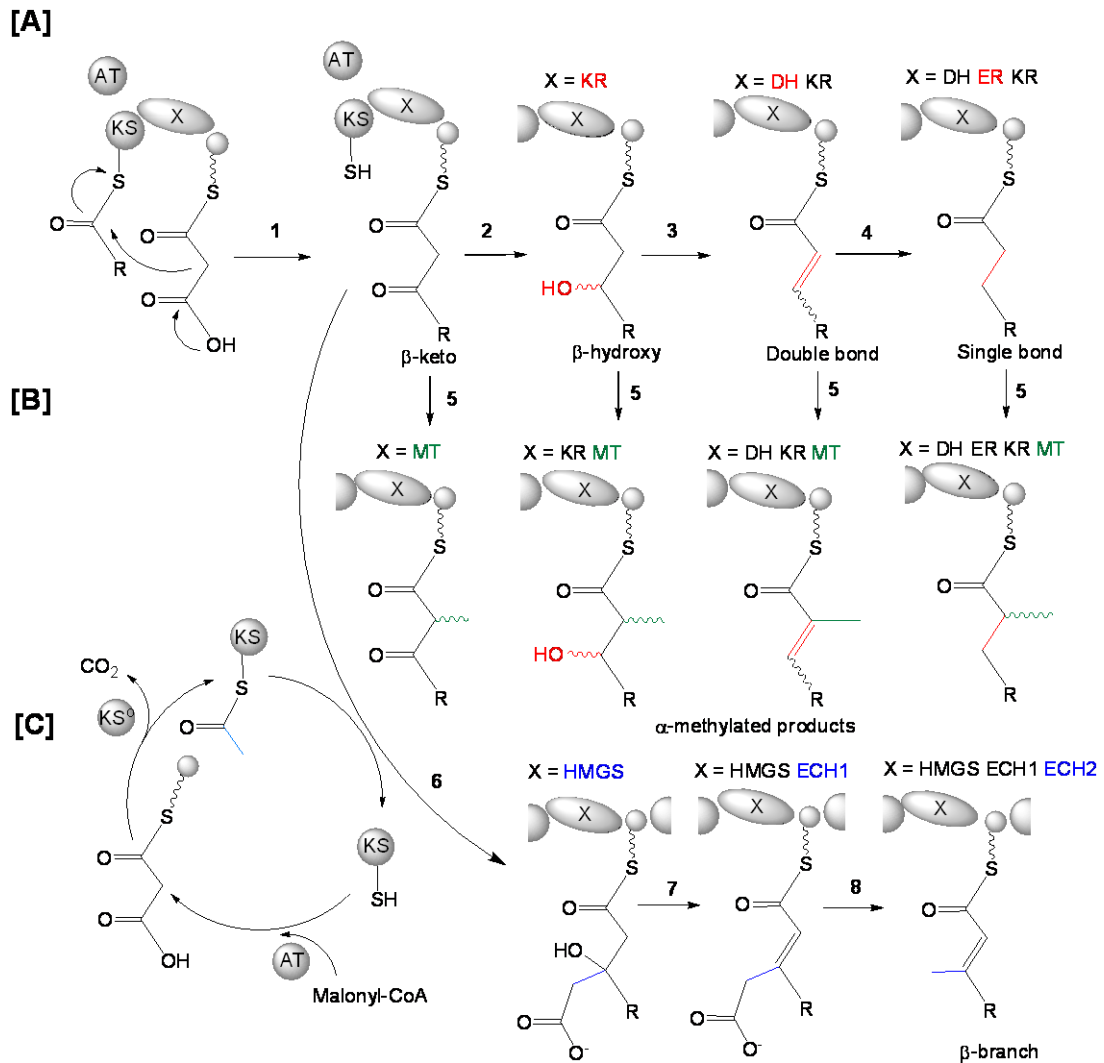 [A]
AT
KS
X
S
S
O
O
R
O
OH
1
AT
KS
X
SH
S
O
O
R
β-keto
2
X = KR
X
S
O
HO
R
β-hydroxy
3
X = DH KR
X
S
O
R
Double bond
4
X = DH ER KR
X
S
O
R
Single bond
[B]
5
5
5
5
X = MT
X
S
O
O
R
X = KR MT
X
S
O
HO
R
X = DH KR MT
X
S
O
R
X = DH ER KR MT
X
S
O
R
α-methylated products
[C]
CO2
KS0
KS
S
O
S
O
O
OH
KS
SH
AT
Malonyl-CoA
6
X = HMGS
X
S
O
HO
R
O
O-
7
X = HMGS ECH1
X
S
O
R
O
O-
8
X = HMGS ECH1 ECH2
X
S
O
R
β-branch